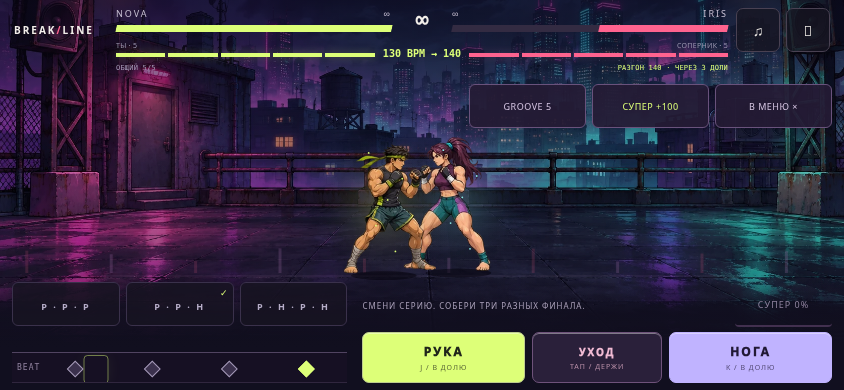 BREAK/LINE
NOVA
∞
∞
∞
IRIS
ТЫ · 5
130 BPM → 140
СОПЕРНИК · 5
ОБЩИЙ 5/5
РАЗГОН 140 · ЧЕРЕЗ 3 ДОЛИ
GROOVE 5
СУПЕР +100
В МЕНЮ ×
Р · Р · Р
Р · Р · Н
Р · Н · Р · Н
СМЕНИ СЕРИЮ. СОБЕРИ ТРИ РАЗНЫХ ФИНАЛА.
СУПЕР 0%
BEAT
РУКА
J / В ДОЛЮ
УХОД
ТАП / ДЕРЖИ
НОГА
K / В ДОЛЮ